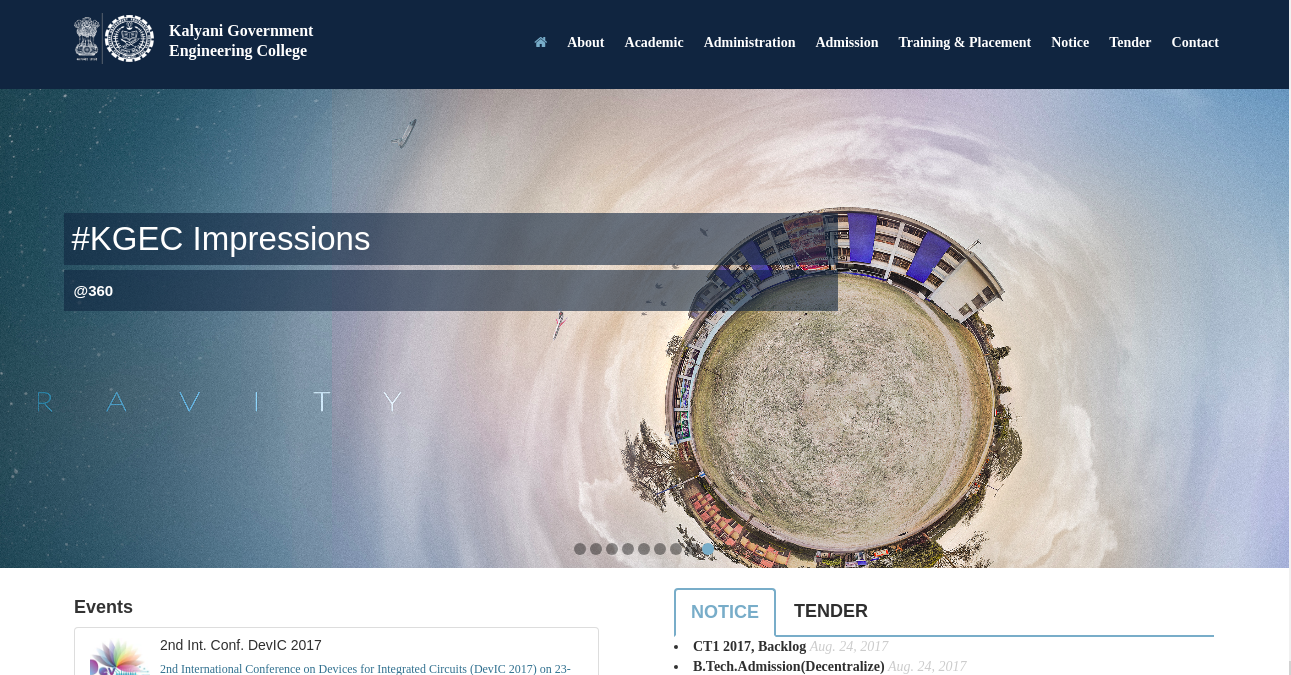 Kalyani Government
Engineering College
About Academic Administration Admission Training & Placement Notice Tender Contact
#KGEC Impressions
@360
R A V I T Y
Events
2nd Int. Conf. DevIC 2017
2nd International Conference on Devices for Integrated Circuits (DevIC 2017) on 23-
NOTICE TENDER
CT1 2017, Backlog Aug. 24, 2017
B.Tech.Admission(Decentralize) Aug. 24, 2017